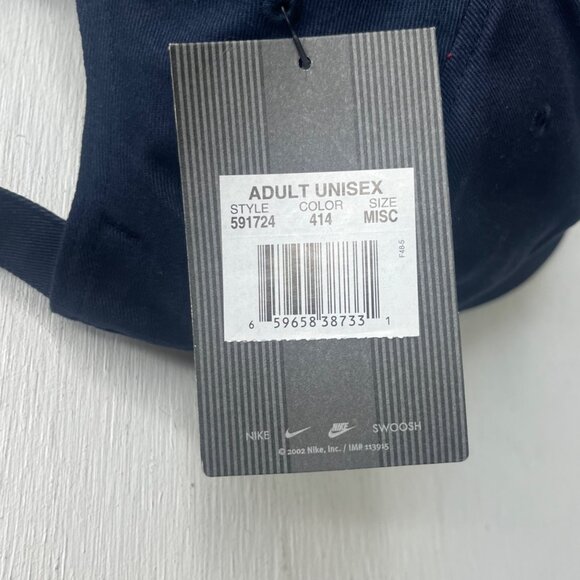 ADULT UNISEX
STYLE COLOR SIZE
591724 414 MISC
F48-5
6 59658 38733 1
NIKE NIKE SWOOSH
© 2002 Nike, Inc. / IM# 113915